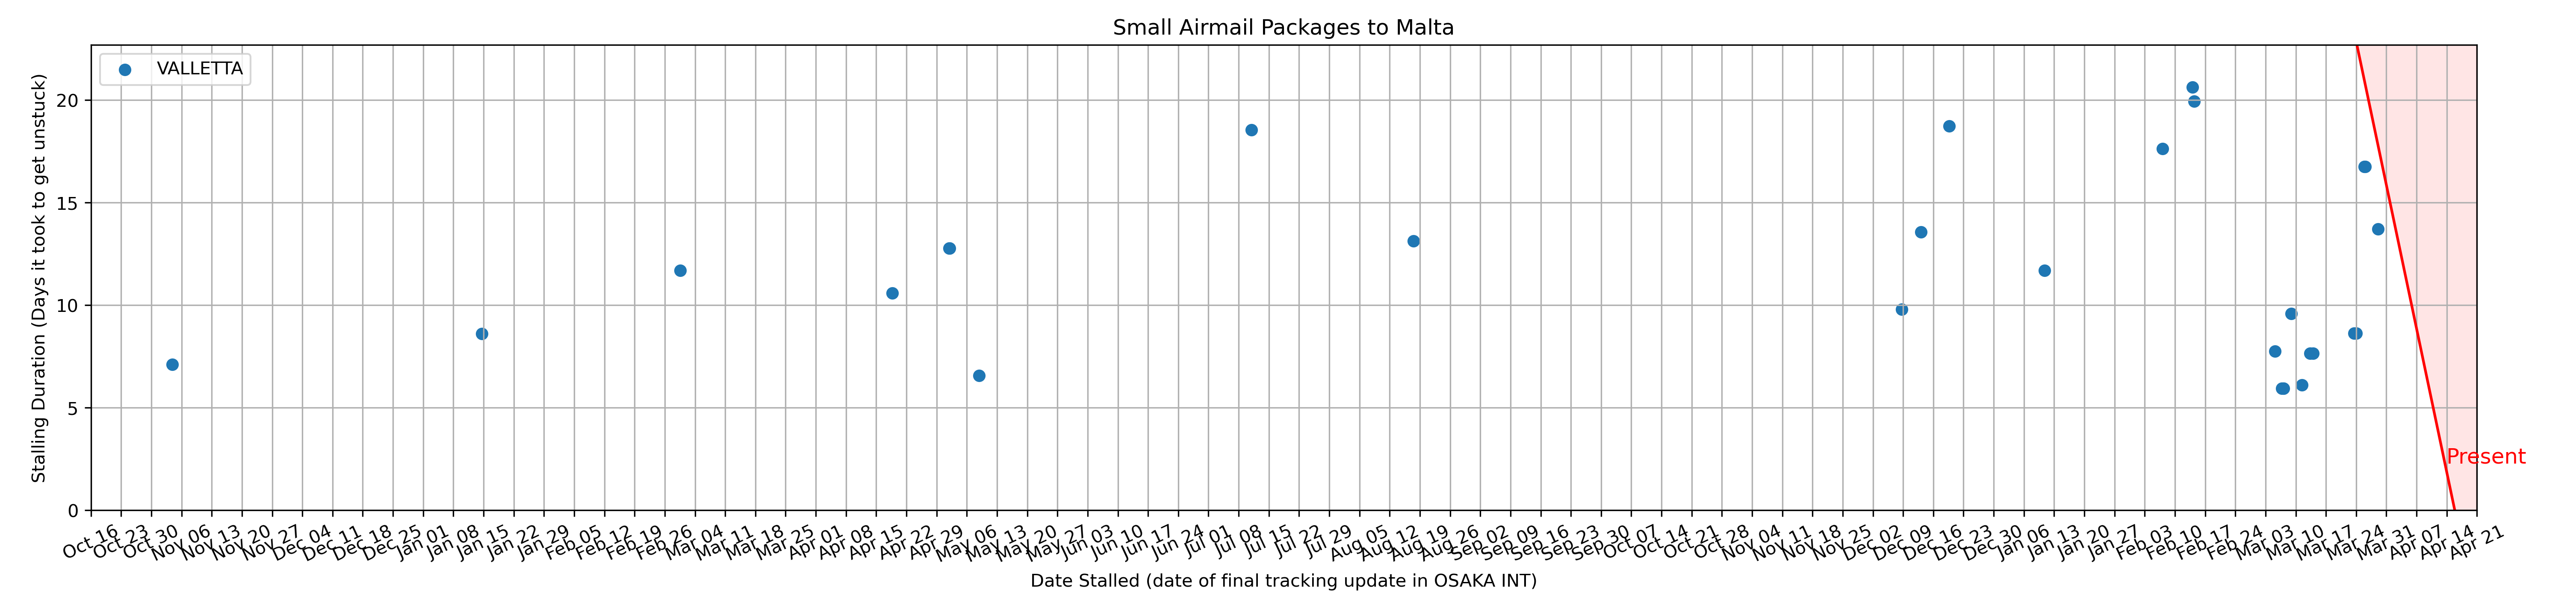 Small Airmail Packages to Malta
VALLETTA
Stalling Duration (Days it took to get unstuck)
20
15
10
5
0
Present
Oct 16
Oct 23
Oct 30
Nov 06
Nov 13
Nov 20
Nov 27
Dec 04
Dec 11
Dec 18
Dec 25
Jan 01
Jan 08
Jan 15
Jan 22
Jan 29
Feb 05
Feb 12
Feb 19
Feb 26
Mar 04
Mar 11
Mar 18
Mar 25
Apr 01
Apr 08
Apr 15
Apr 22
Apr 29
May 06
May 13
May 20
May 27
Jun 03
Jun 10
Jun 17
Jun 24
Jul 01
Jul 08
Jul 15
Jul 22
Jul 29
Aug 05
Aug 12
Aug 19
Aug 26
Sep 02
Sep 09
Sep 16
Sep 23
Sep 30
Oct 07
Oct 14
Oct 21
Oct 28
Nov 04
Nov 11
Nov 18
Nov 25
Dec 02
Dec 09
Dec 16
Dec 23
Dec 30
Jan 06
Jan 13
Jan 20
Jan 27
Feb 03
Feb 10
Feb 17
Feb 24
Mar 03
Mar 10
Mar 17
Mar 24
Mar 31
Apr 07
Apr 14
Apr 21
Date Stalled (date of final tracking update in OSAKA INT)